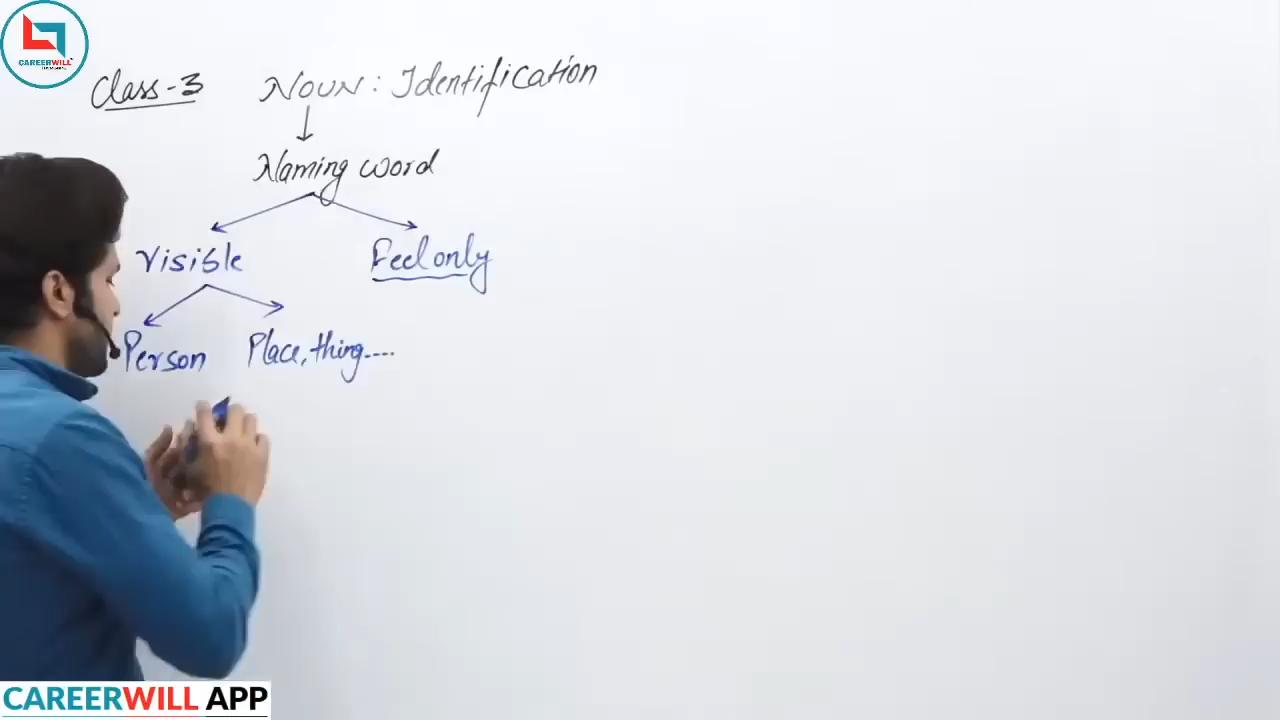 CAREERWILL
Class-3 Noun: Identification
Naming word
Visible Feel only
Person Place, thing....
CAREERWILL APP